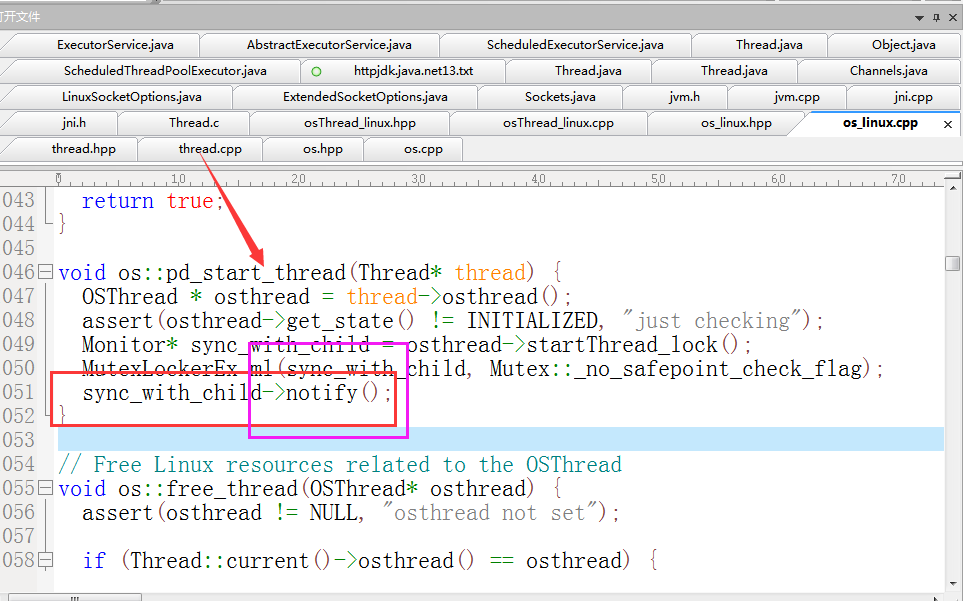 打开文件
ExecutorService.java AbstractExecutorService.java ScheduledExecutorService.java Thread.java Object.java
ScheduledThreadPoolExecutor.java httpjdk.java.net13.txt Thread.java Thread.java Channels.java
LinuxSocketOptions.java ExtendedSocketOptions.java Sockets.java jvm.h jvm.cpp jni.cpp
jni.h Thread.c osThread_linux.hpp osThread_linux.cpp os_linux.hpp os_linux.cpp
thread.hpp thread.cpp os.hpp os.cpp
0 1,0 2,0 3,0 4,0 5,0 6,0 7,0
043 return true;
044 }
045
046 void os::pd_start_thread(Thread* thread) {
047 OSThread * osthread = thread->osthread();
048 assert(osthread->get_state() != INITIALIZED, "just checking");
049 Monitor* sync_with_child = osthread->startThread_lock();
050 MutexLockerEx ml(sync_with_child, Mutex::_no_safepoint_check_flag);
051 sync_with_child->notify();
052 }
053
054 // Free Linux resources related to the OSThread
055 void os::free_thread(OSThread* osthread) {
056 assert(osthread != NULL, "osthread not set");
057
058 if (Thread::current()->osthread() == osthread) {